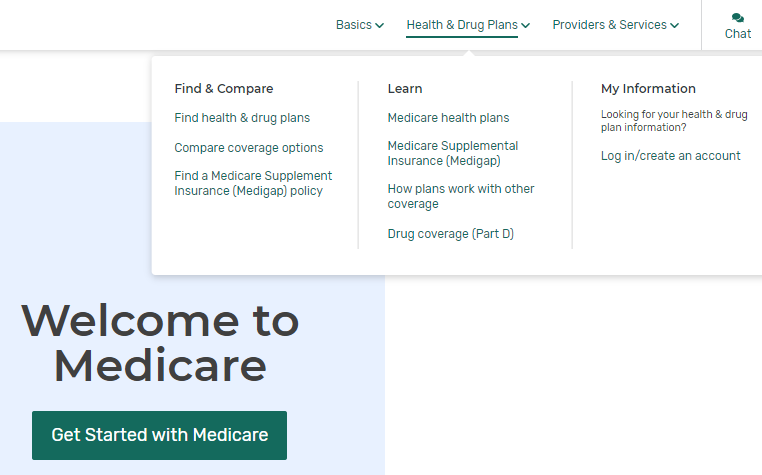 Basics
Health & Drug Plans
Providers & Services
Chat
Find & Compare
Find health & drug plans
Compare coverage options
Find a Medicare Supplement
Insurance (Medigap) policy
Learn
Medicare health plans
Medicare Supplemental
Insurance (Medigap)
How plans work with other
coverage
Drug coverage (Part D)
My Information
Looking for your health & drug
plan information?
Log in/create an account
Welcome to
Medicare
Get Started with Medicare